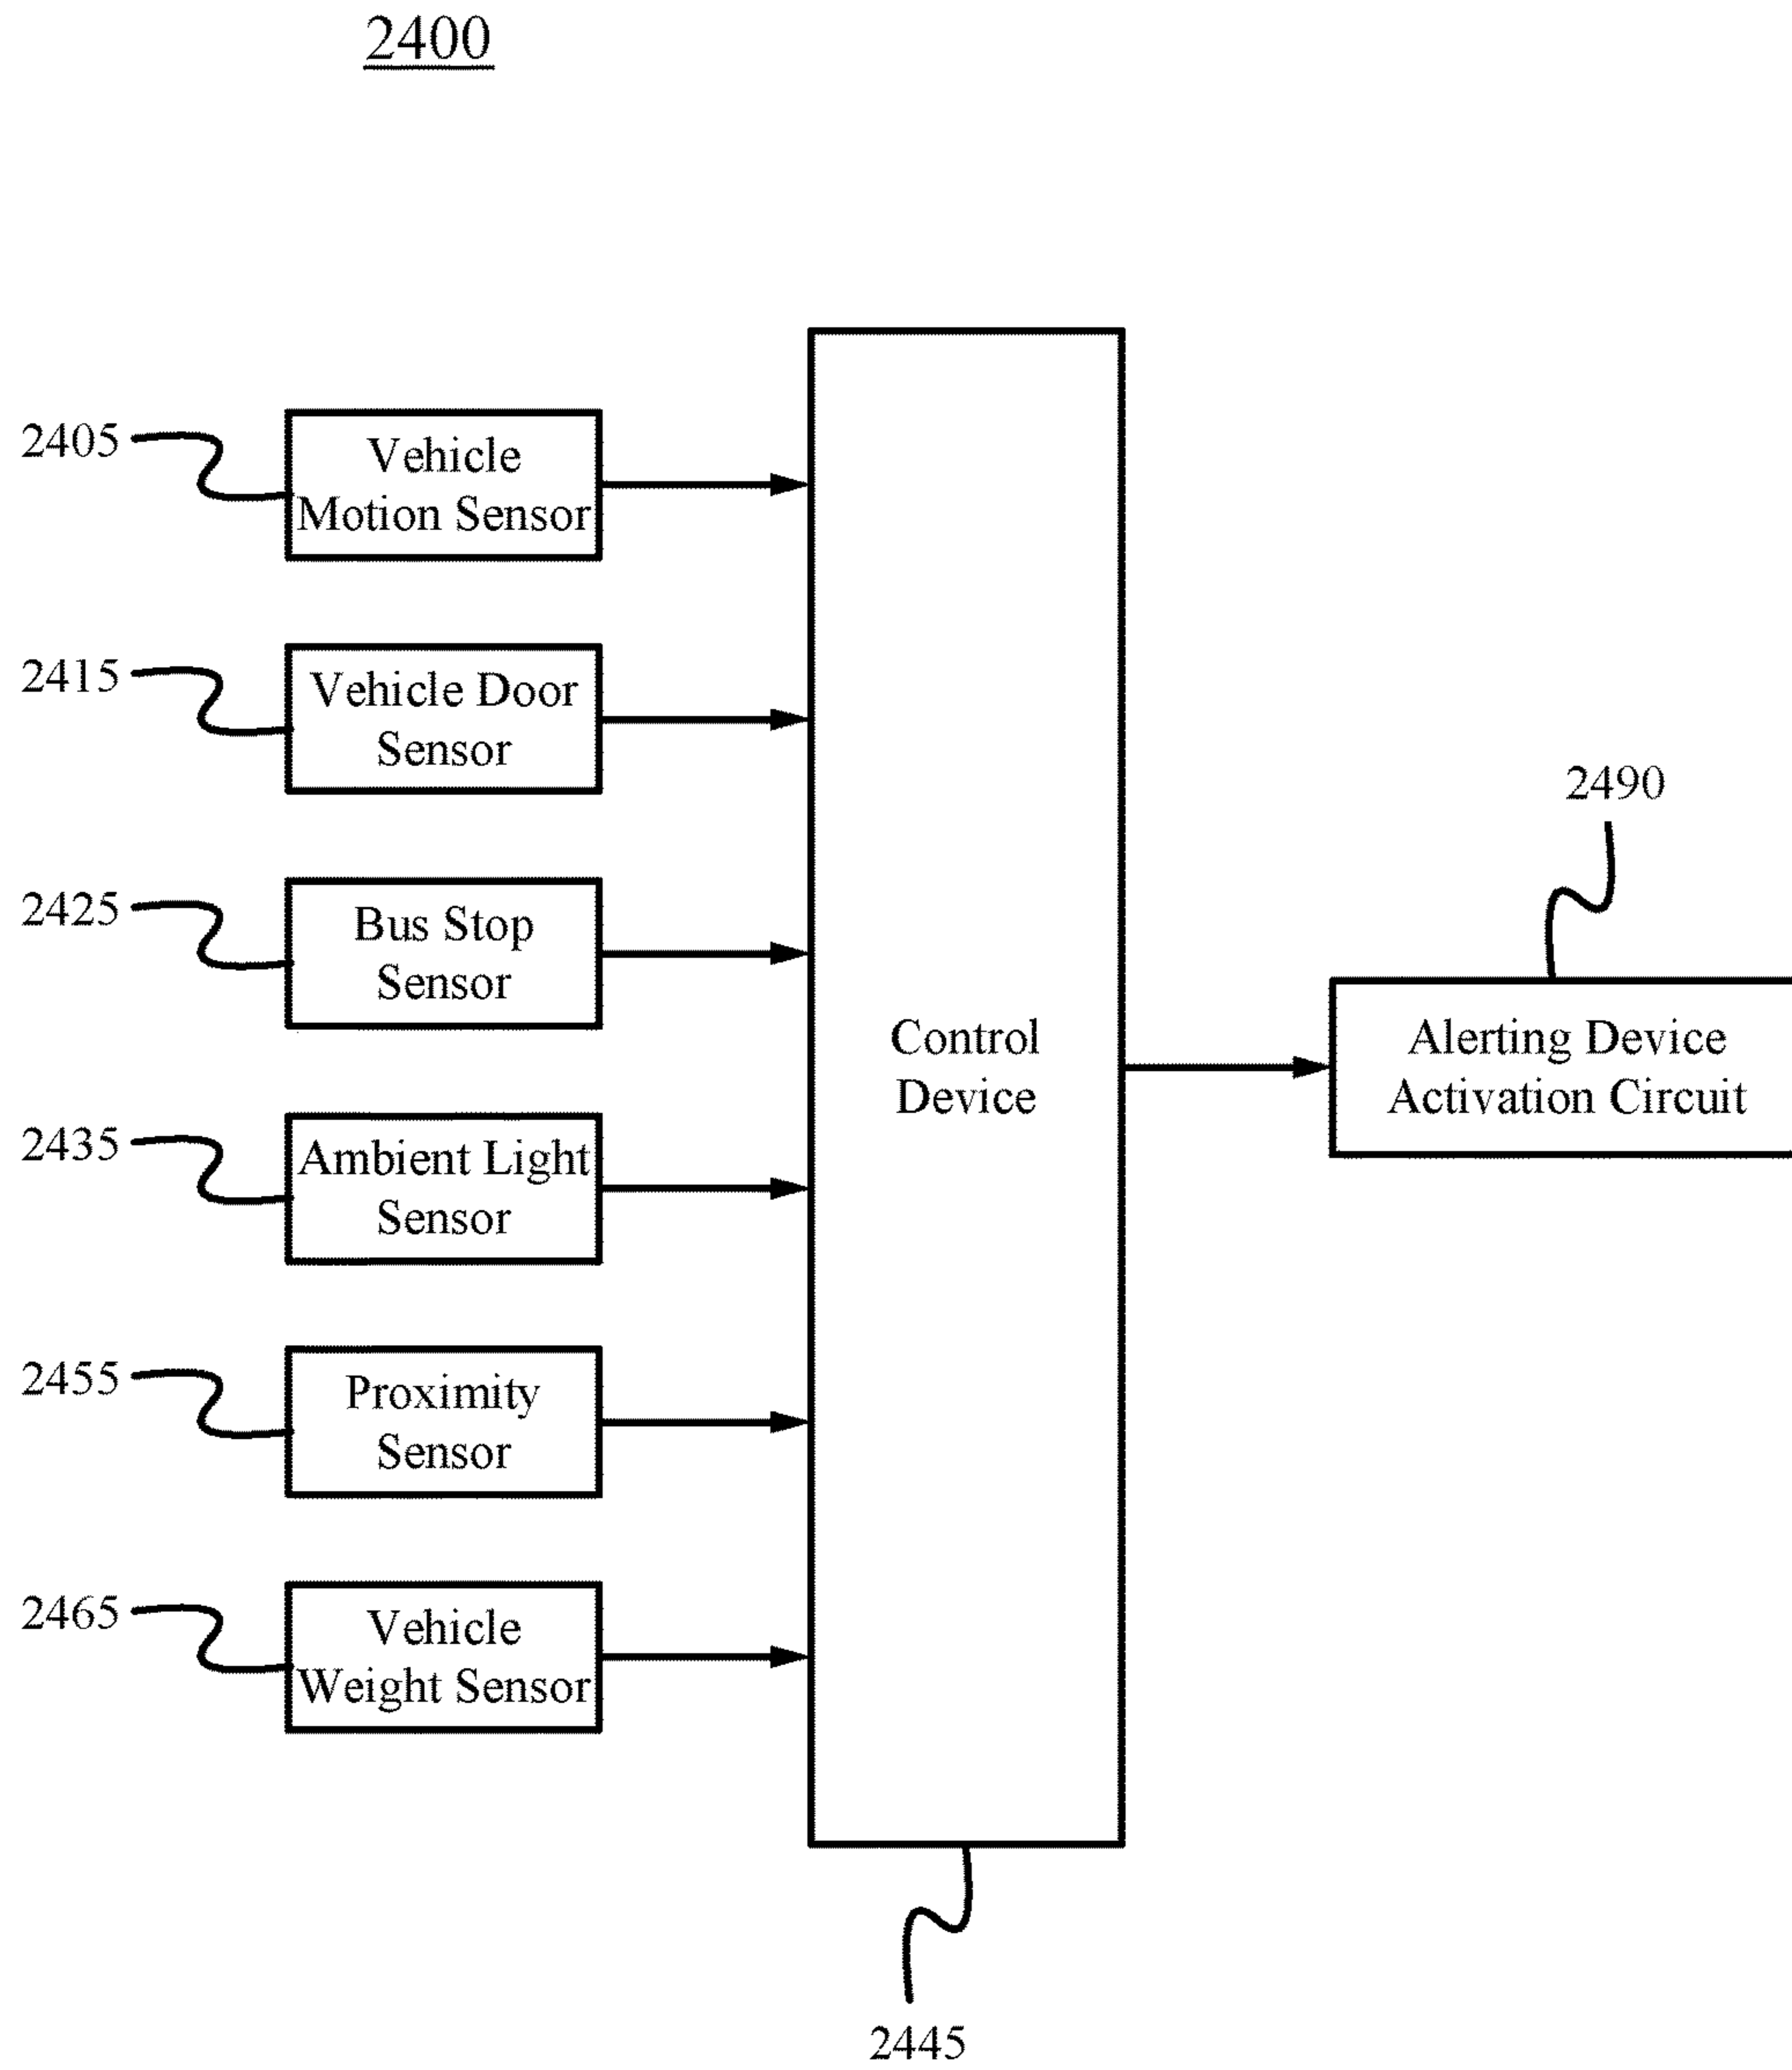 2400
2405
Vehicle
Motion Sensor
2415
Vehicle Door
Sensor
2425
Bus Stop
Sensor
2435
Ambient Light
Sensor
2455
Proximity
Sensor
2465
Vehicle
Weight Sensor
Control
Device
2445
2490
Alerting Device
Activation Circuit